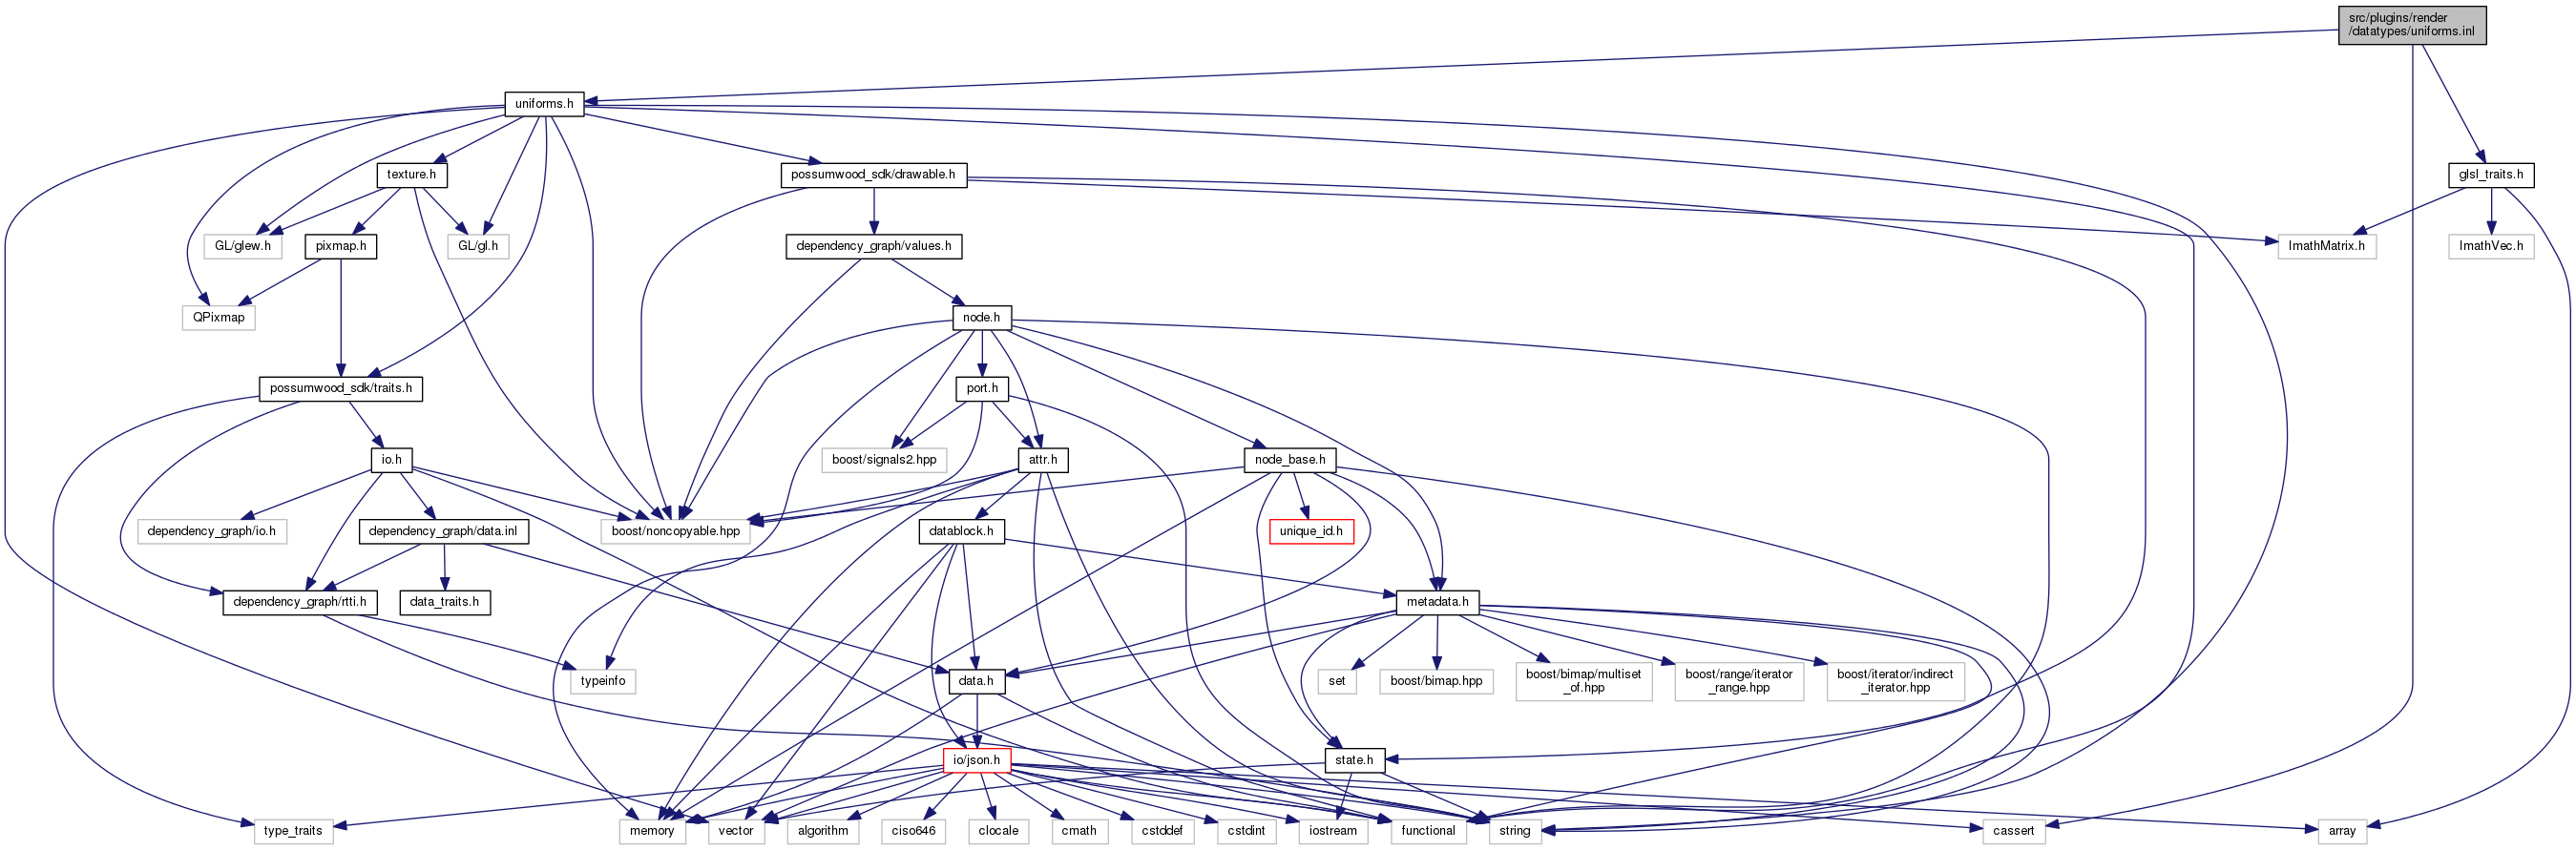 src/plugins/render
/datatypes/uniforms.inl
uniforms.h
texture.h
possumwood_sdk/drawable.h
glsl_traits.h
GL/glew.h
pixmap.h
GL/gl.h
dependency_graph/values.h
ImathMatrix.h
ImathVec.h
QPixmap
node.h
possumwood_sdk/traits.h
port.h
io.h
boost/signals2.hpp
attr.h
node_base.h
dependency_graph/io.h
dependency_graph/data.inl
boost/noncopyable.hpp
datablock.h
unique_id.h
dependency_graph/rtti.h
data_traits.h
metadata.h
typeinfo
data.h
set
boost/bimap.hpp
boost/bimap/multiset
_of.hpp
boost/range/iterator
_range.hpp
boost/iterator/indirect
_iterator.hpp
io/json.h
state.h
type_traits
memory
vector
algorithm
ciso646
clocale
cmath
cstddef
cstdint
iostream
functional
string
cassert
array